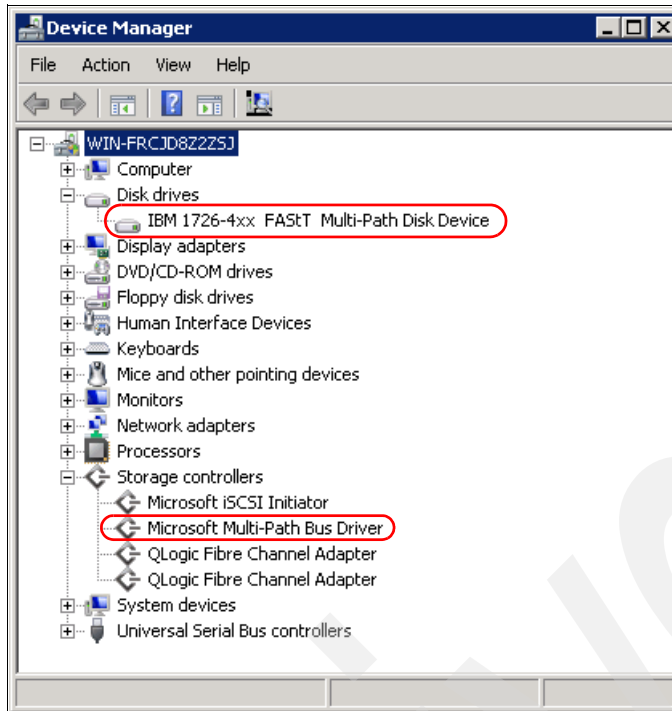 Device Manager
File Action View Help
WIN-FRCJD8Z2ZSJ
Computer
Disk drives
IBM 1726-4xx FAStT Multi-Path Disk Device
Display adapters
DVD/CD-ROM drives
Floppy disk drives
Human Interface Devices
Keyboards
Mice and other pointing devices
Monitors
Network adapters
Processors
Storage controllers
Microsoft iSCSI Initiator
Microsoft Multi-Path Bus Driver
QLogic Fibre Channel Adapter
QLogic Fibre Channel Adapter
System devices
Universal Serial Bus controllers